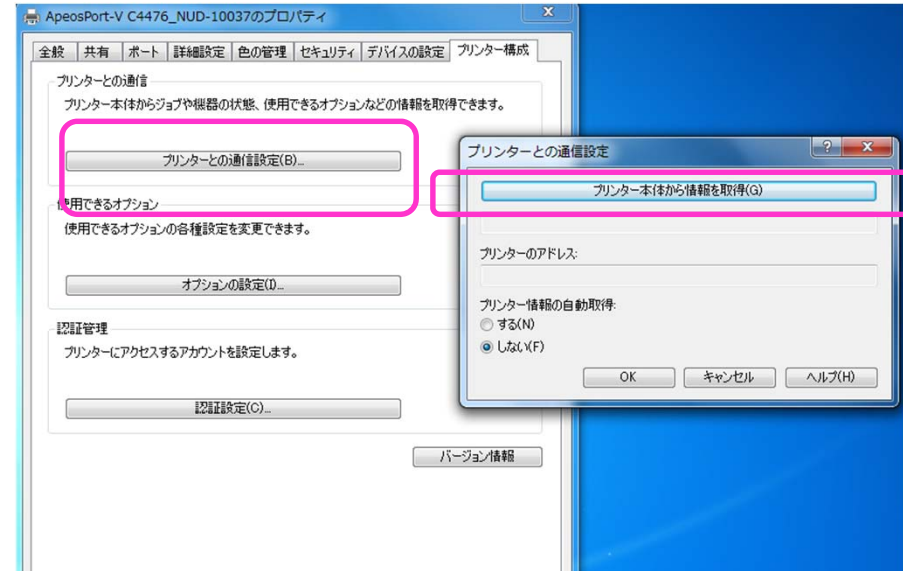 ApeosPort-V C4476_NUD-10037のプロパティ
全般 共有 ポート 詳細設定 色の管理 セキュリティ デバイスの設定 プリンター構成
プリンターとの通信
プリンター本体からジョブや機器の状態、使用できるオプションなどの情報を取得できます。
プリンターとの通信設定(B)...
使用できるオプション
使用できるオプションの各種設定を変更できます。
オプションの設定(I)...
認証管理
プリンターにアクセスするアカウントを設定します。
認証設定(C)...
バージョン情報
プリンターとの通信設定
プリンター本体から情報を取得(G)
プリンターのアドレス:
プリンター情報の自動取得:
する(N)
しない(F)
OK キャンセル ヘルプ(H)